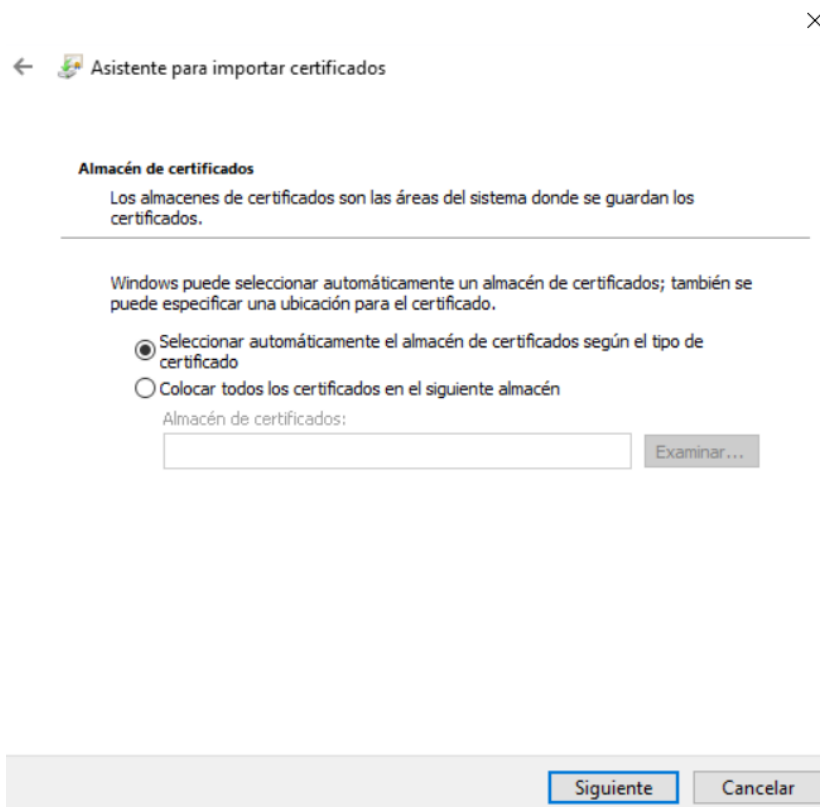 Asistente para importar certificados
Almacén de certificados
Los almacenes de certificados son las áreas del sistema donde se guardan los
certificados.
Windows puede seleccionar automáticamente un almacén de certificados; también se
puede especificar una ubicación para el certificado.
Seleccionar automáticamente el almacén de certificados según el tipo de
certificado
Colocar todos los certificados en el siguiente almacén
Almacén de certificados:
Examinar...
Siguiente
Cancelar